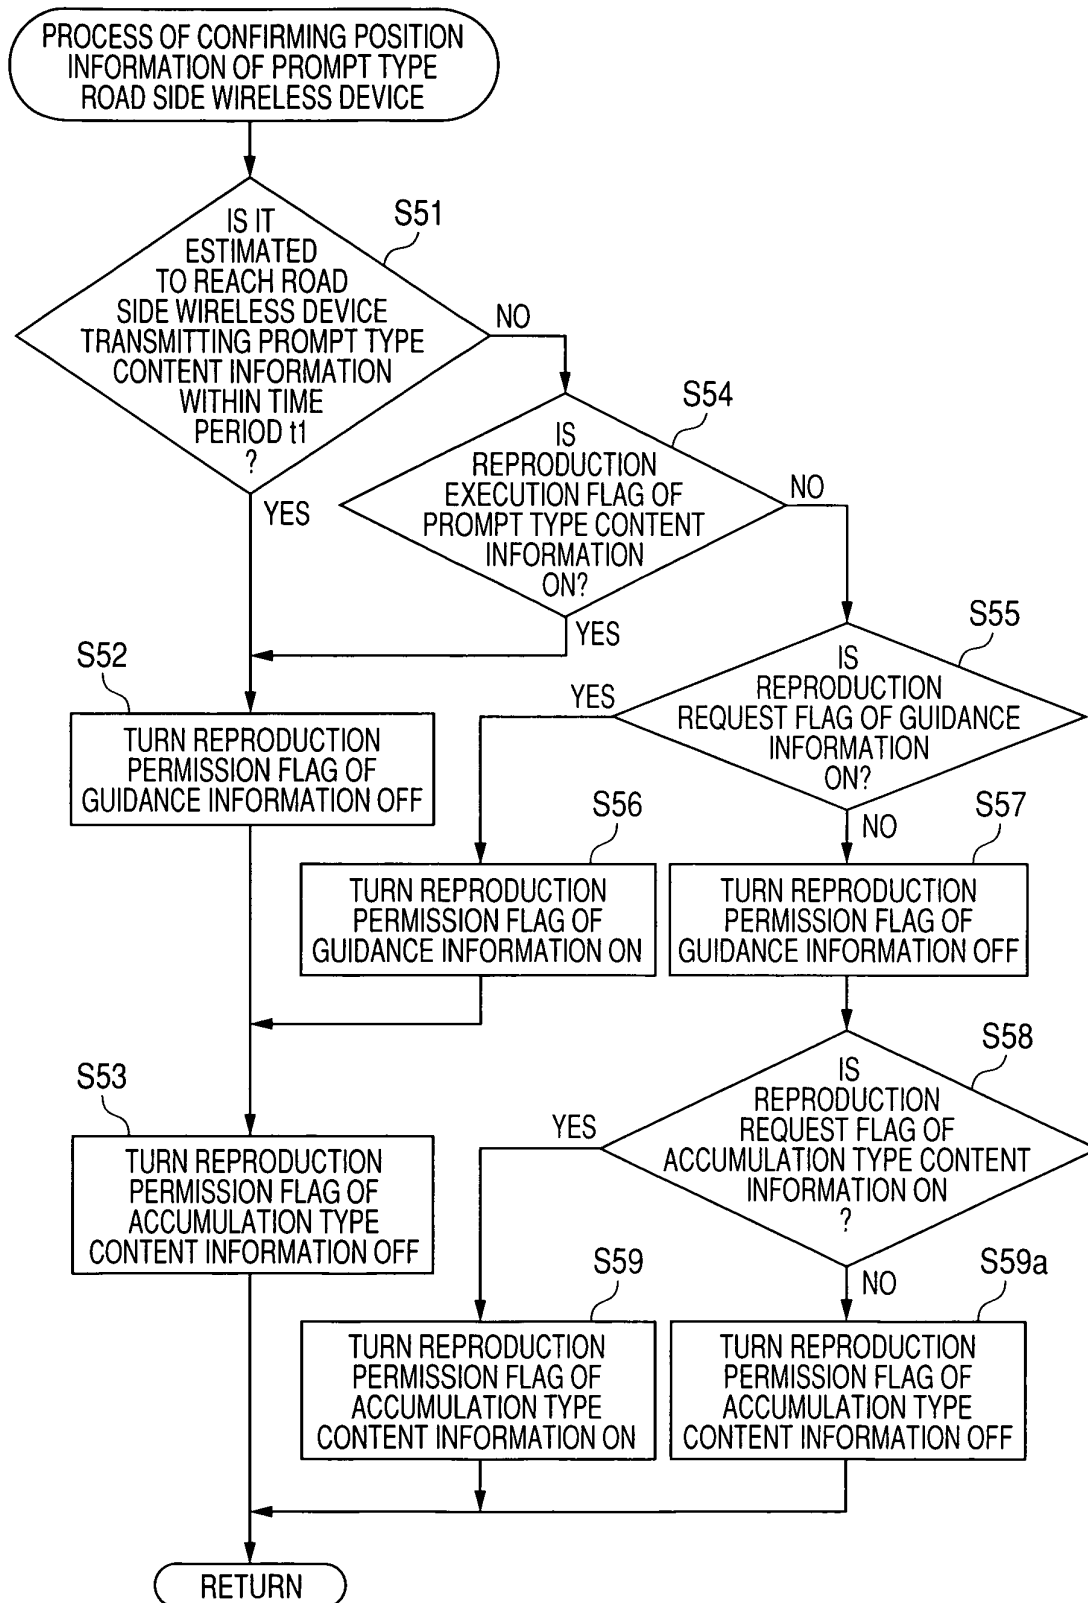 PROCESS OF CONFIRMING POSITION
INFORMATION OF PROMPT TYPE
ROAD SIDE WIRELESS DEVICE
S51
IS IT
ESTIMATED
TO REACH ROAD
SIDE WIRELESS DEVICE
TRANSMITTING PROMPT TYPE
CONTENT INFORMATION
WITHIN TIME
PERIOD t1
?
NO
YES
S54
IS
REPRODUCTION
EXECUTION FLAG OF
PROMPT TYPE CONTENT
INFORMATION
ON?
NO
YES
S52
TURN REPRODUCTION
PERMISSION FLAG OF
GUIDANCE INFORMATION OFF
S55
IS
REPRODUCTION
REQUEST FLAG OF GUIDANCE
INFORMATION
ON?
YES
NO
S56
TURN REPRODUCTION
PERMISSION FLAG OF
GUIDANCE INFORMATION ON
S57
TURN REPRODUCTION
PERMISSION FLAG OF
GUIDANCE INFORMATION OFF
S53
TURN REPRODUCTION
PERMISSION FLAG OF
ACCUMULATION TYPE
CONTENT INFORMATION OFF
S58
IS
REPRODUCTION
REQUEST FLAG OF
ACCUMULATION TYPE CONTENT
INFORMATION ON
?
YES
NO
S59
TURN REPRODUCTION
PERMISSION FLAG OF
ACCUMULATION TYPE
CONTENT INFORMATION ON
S59a
TURN REPRODUCTION
PERMISSION FLAG OF
ACCUMULATION TYPE
CONTENT INFORMATION OFF
RETURN